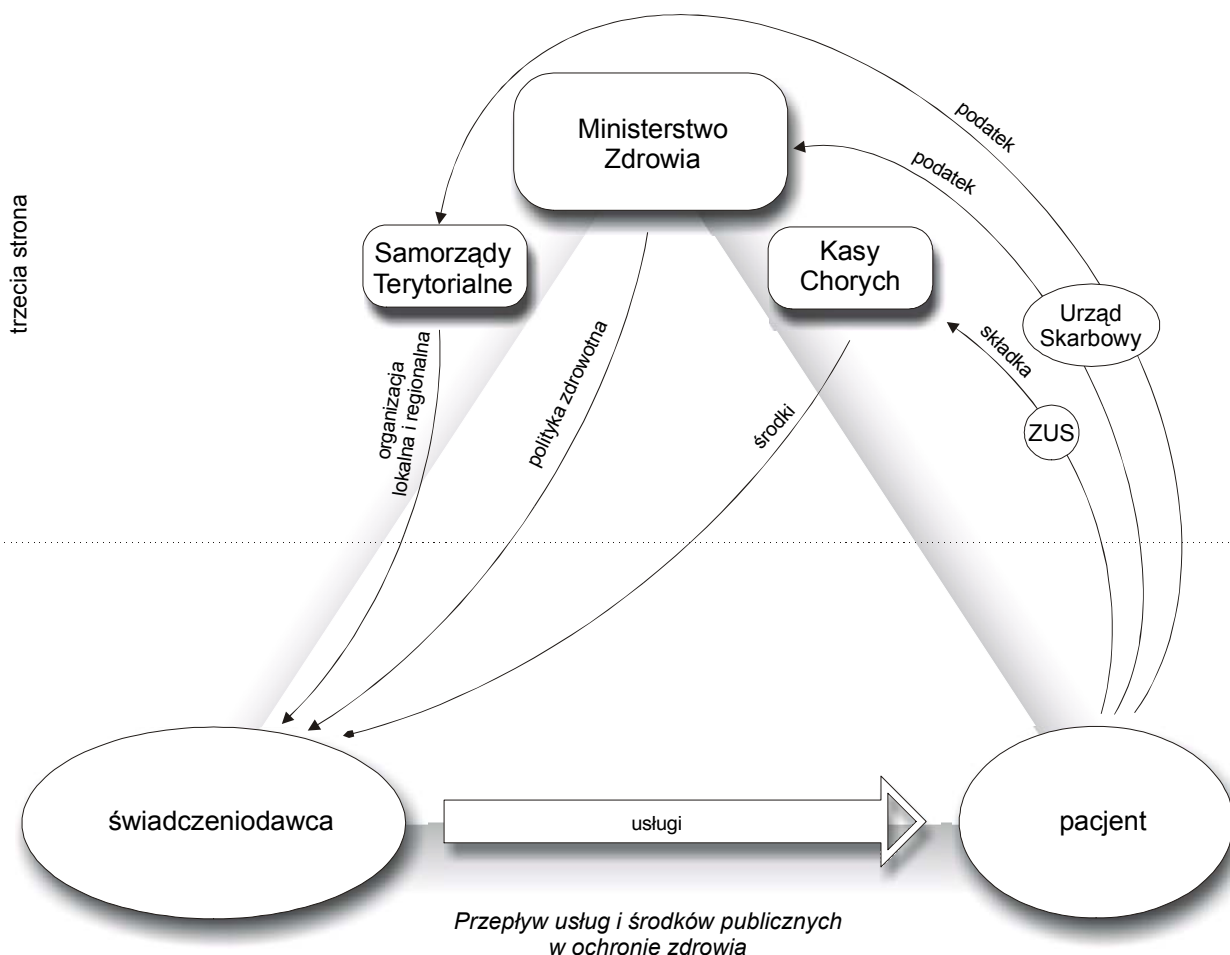 podatek
Ministerstwo
Zdrowia
podatek
trzecia strona
Samorządy
Terytorialne
Kasy
Chorych
Urząd
Skarbowy
składka
organizacja
lokalna i regionalna
polityka zdrowotna
środki
ZUS
świadczeniodawca
usługi
pacjent
Przepływ usług i środków publicznych
w ochronie zdrowia